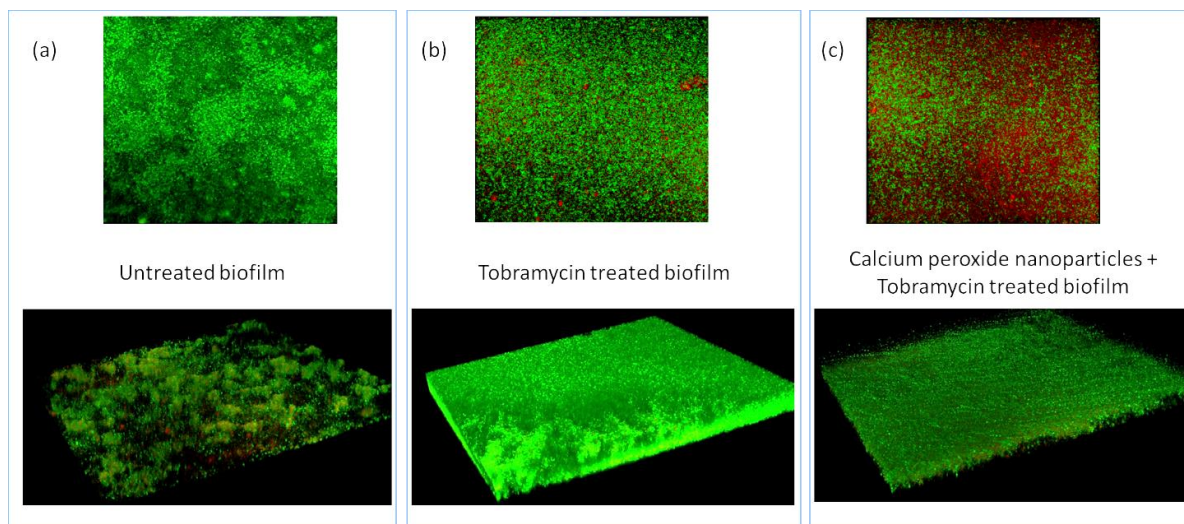 (a)
(b)
(c)
Untreated biofilm
Tobramycin treated biofilm
Calcium peroxide nanoparticles +
Tobramycin treated biofilm